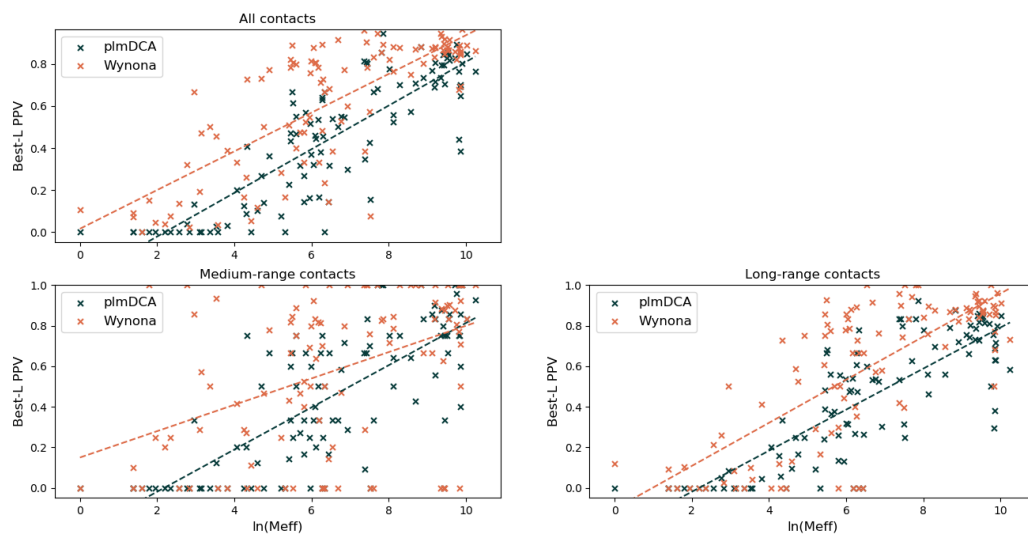 All contacts
plmDCA
Wynona
Best-L PPV
0.8
0.6
0.4
0.2
0.0
0 2 4 6 8 10
Medium-range contacts
plmDCA
Wynona
Best-L PPV
1.0
0.8
0.6
0.4
0.2
0.0
0 2 4 6 8 10
ln(Meff)
Long-range contacts
plmDCA
Wynona
Best-L PPV
1.0
0.8
0.6
0.4
0.2
0.0
0 2 4 6 8 10
ln(Meff)